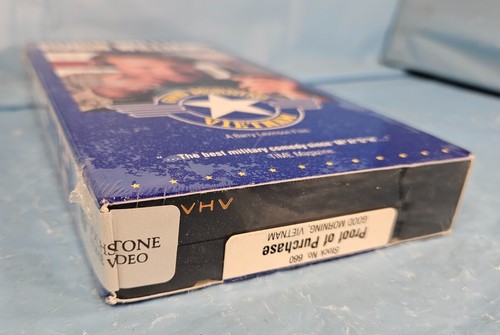 VIETNAM
A Barry Levinson Film
...The best military comedy since
TIME Magazine
VHV
STONE
DEO
Stock No. 660
Proof of Purchase
GOOD MORNING, VIETNAM